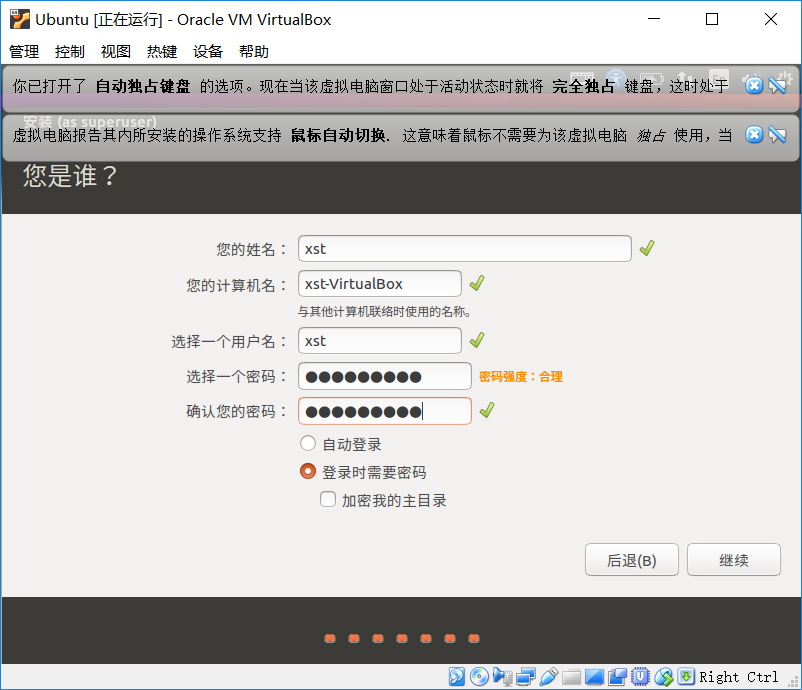 Ubuntu [正在运行] - Oracle VM VirtualBox
管理 控制 视图 热键 设备 帮助
你已打开了 自动独占键盘 的选项。现在当该虚拟电脑窗口处于活动状态时就将 完全独占 键盘，这时处于
安装 (as superuser)
虚拟电脑报告其内所安装的操作系统支持 鼠标自动切换. 这意味着鼠标不需要为该虚拟电脑 独占 使用，当
您是谁？
您的姓名： xst
您的计算机名： xst-VirtualBox
与其他计算机联络时使用的名称。
选择一个用户名： xst
选择一个密码： ●●●●●●●●● 密码强度：合理
确认您的密码： ●●●●●●●●●
自动登录
登录时需要密码
加密我的主目录
后退(B) 继续
Right Ctrl